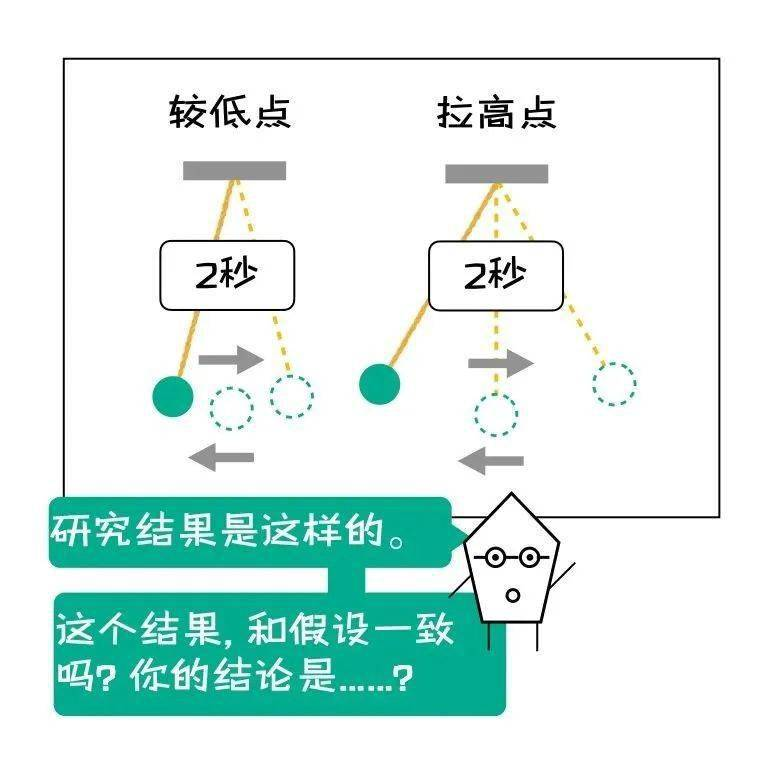 较低点
拉高点
2秒
2秒
研究结果是这样的。
这个结果, 和假设一致
吗? 你的结论是......?